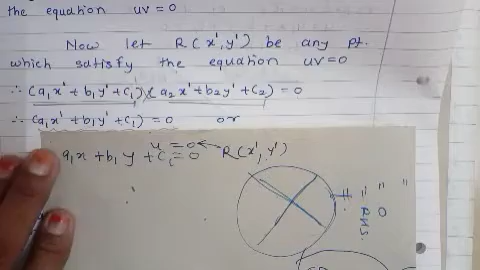 the equation uv = 0
Now let R(x', y') be any pt.
which satisfy the equation uv=0
∴ (a₁x' + b₁y' + c₁)(a₂x' + b₂y' + c₂) = 0
∴ (a₁x' + b₁y' + c₁) = 0 or
u = 0
a₁x + b₁y + c₁ = 0 R(x', y')
" "
" 0
R.H.S.